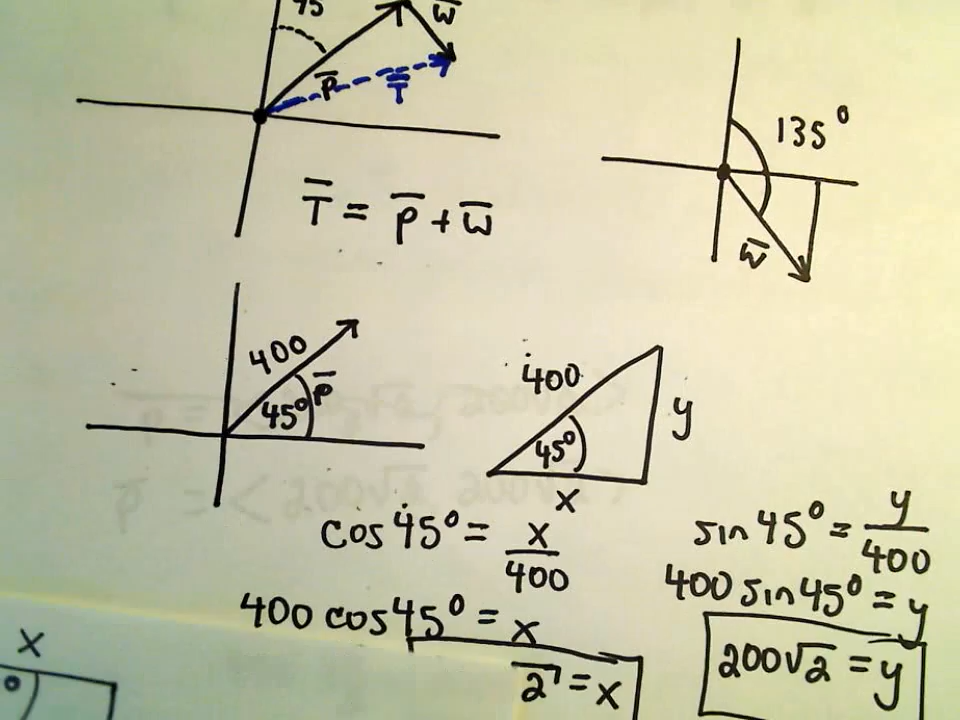 45
w̅
p̅
T̅
135°
T̅ = p̅ + w̅
w̅
400
p̅
45°
400
45°
y
x
cos 45° = x/400
sin 45° = y/400
400 cos 45° = x
400 sin 45° = y
2 = x
200√2 = y
x
°